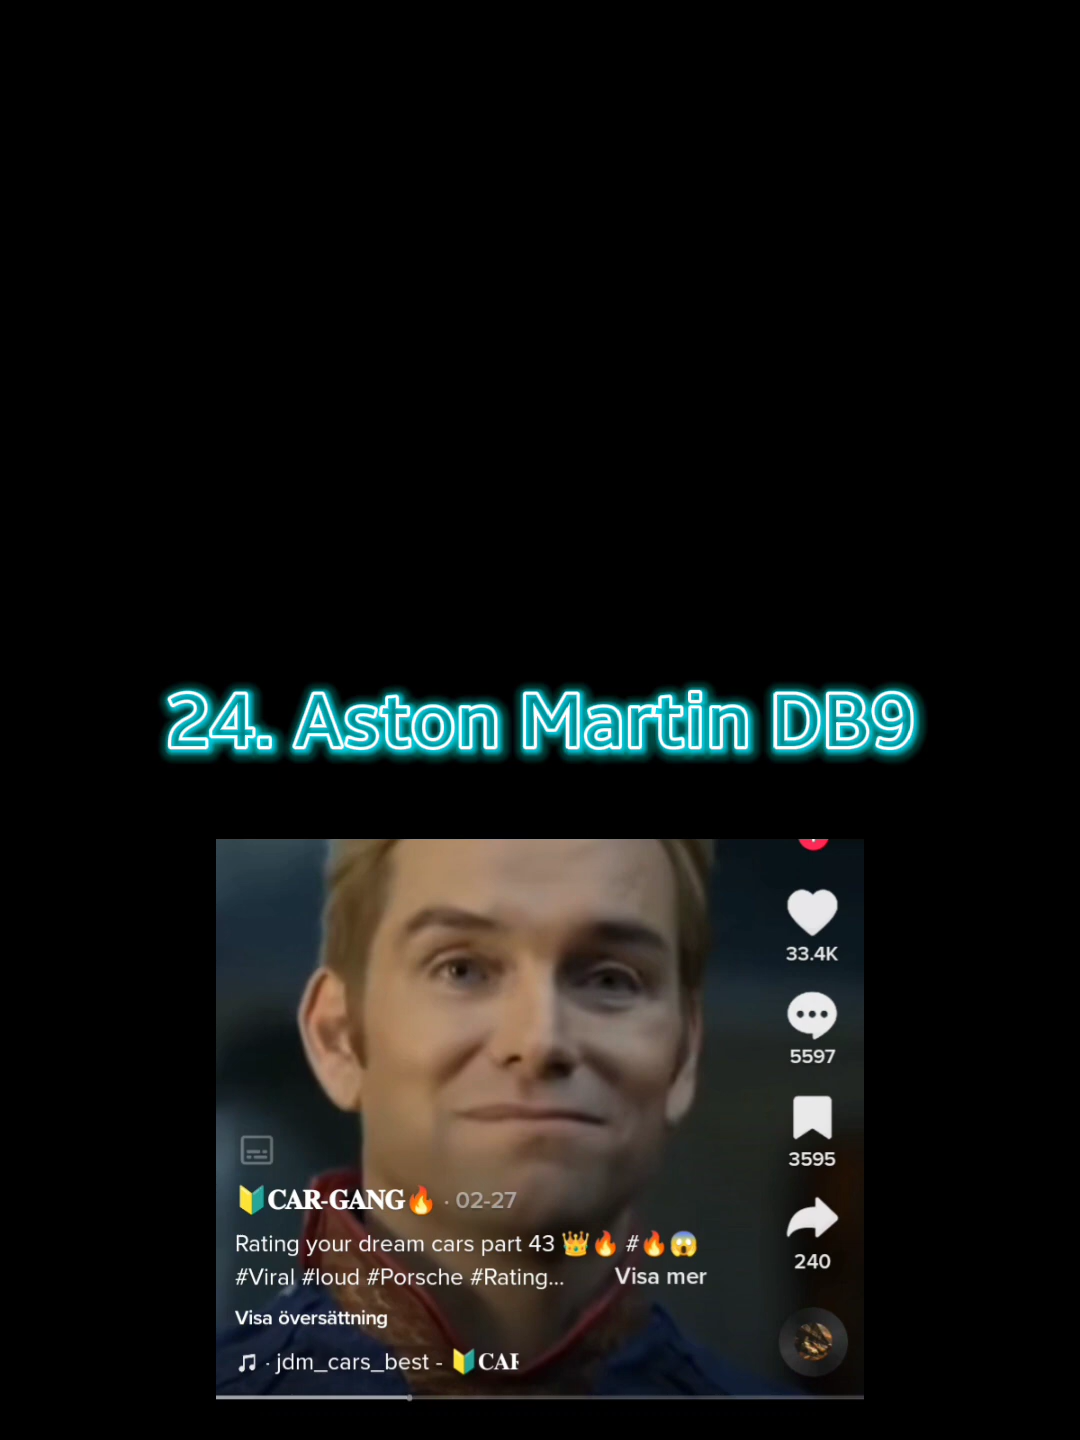 24. Aston Martin DB9
33.4K
5597
3595
🔰CAR-GANG🔥 · 02-27
240
Rating your dream cars part 43 👑🔥 #🔥😱
#Viral #loud #Porsche #Rating... Visa mer
Visa översättning
· jdm_cars_best - 🔰CAR